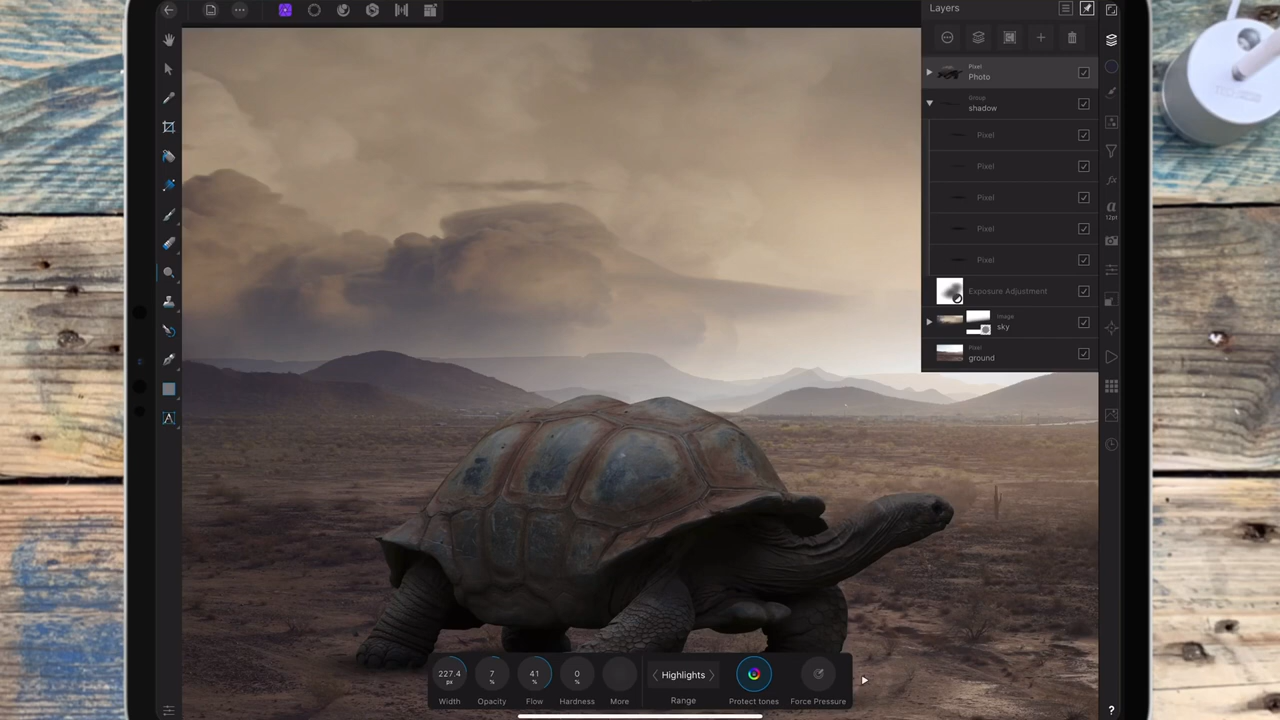 Layers
Pixel
Photo
Group
shadow
Pixel
Pixel
Pixel
Pixel
Pixel
Exposure Adjustment
Image
sky
Pixel
ground
a
12pt
A
?
227.4
px
Width
7
%
Opacity
41
%
Flow
0
%
Hardness
More
Highlights
Range
Protect tones
Force Pressure